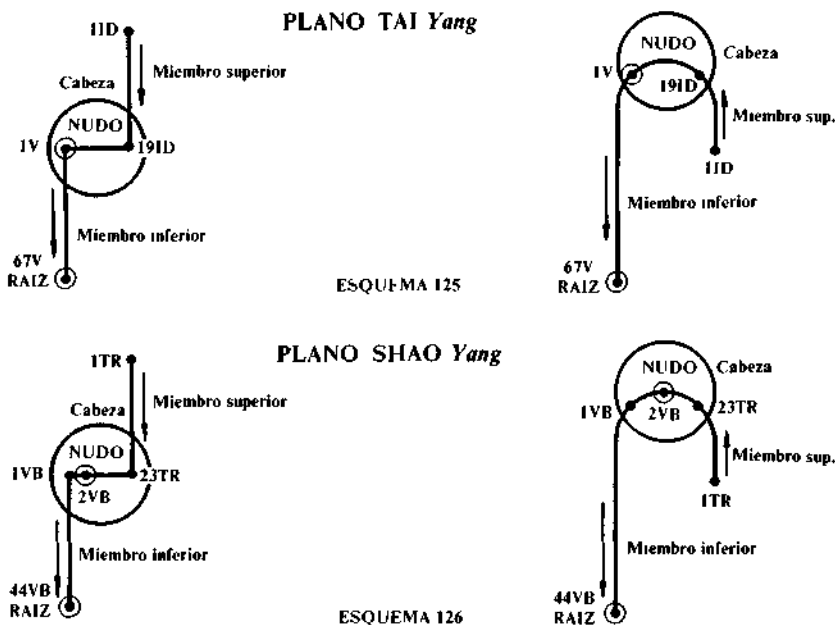 PLANO TAI Yang
1ID
Miembro superior
Cabeza
NUDO
1V
19ID
Miembro inferior
67V
RAIZ
NUDO
Cabeza
1V
19ID
Miembro sup.
1ID
Miembro inferior
67V
RAIZ
ESQUEMA 125
PLANO SHAO Yang
1TR
Miembro superior
Cabeza
NUDO
1VB
23TR
2VB
Miembro inferior
44VB
RAIZ
NUDO
Cabeza
1VB
2VB
23TR
Miembro sup.
1TR
Miembro inferior
44VB
RAIZ
ESQUEMA 126